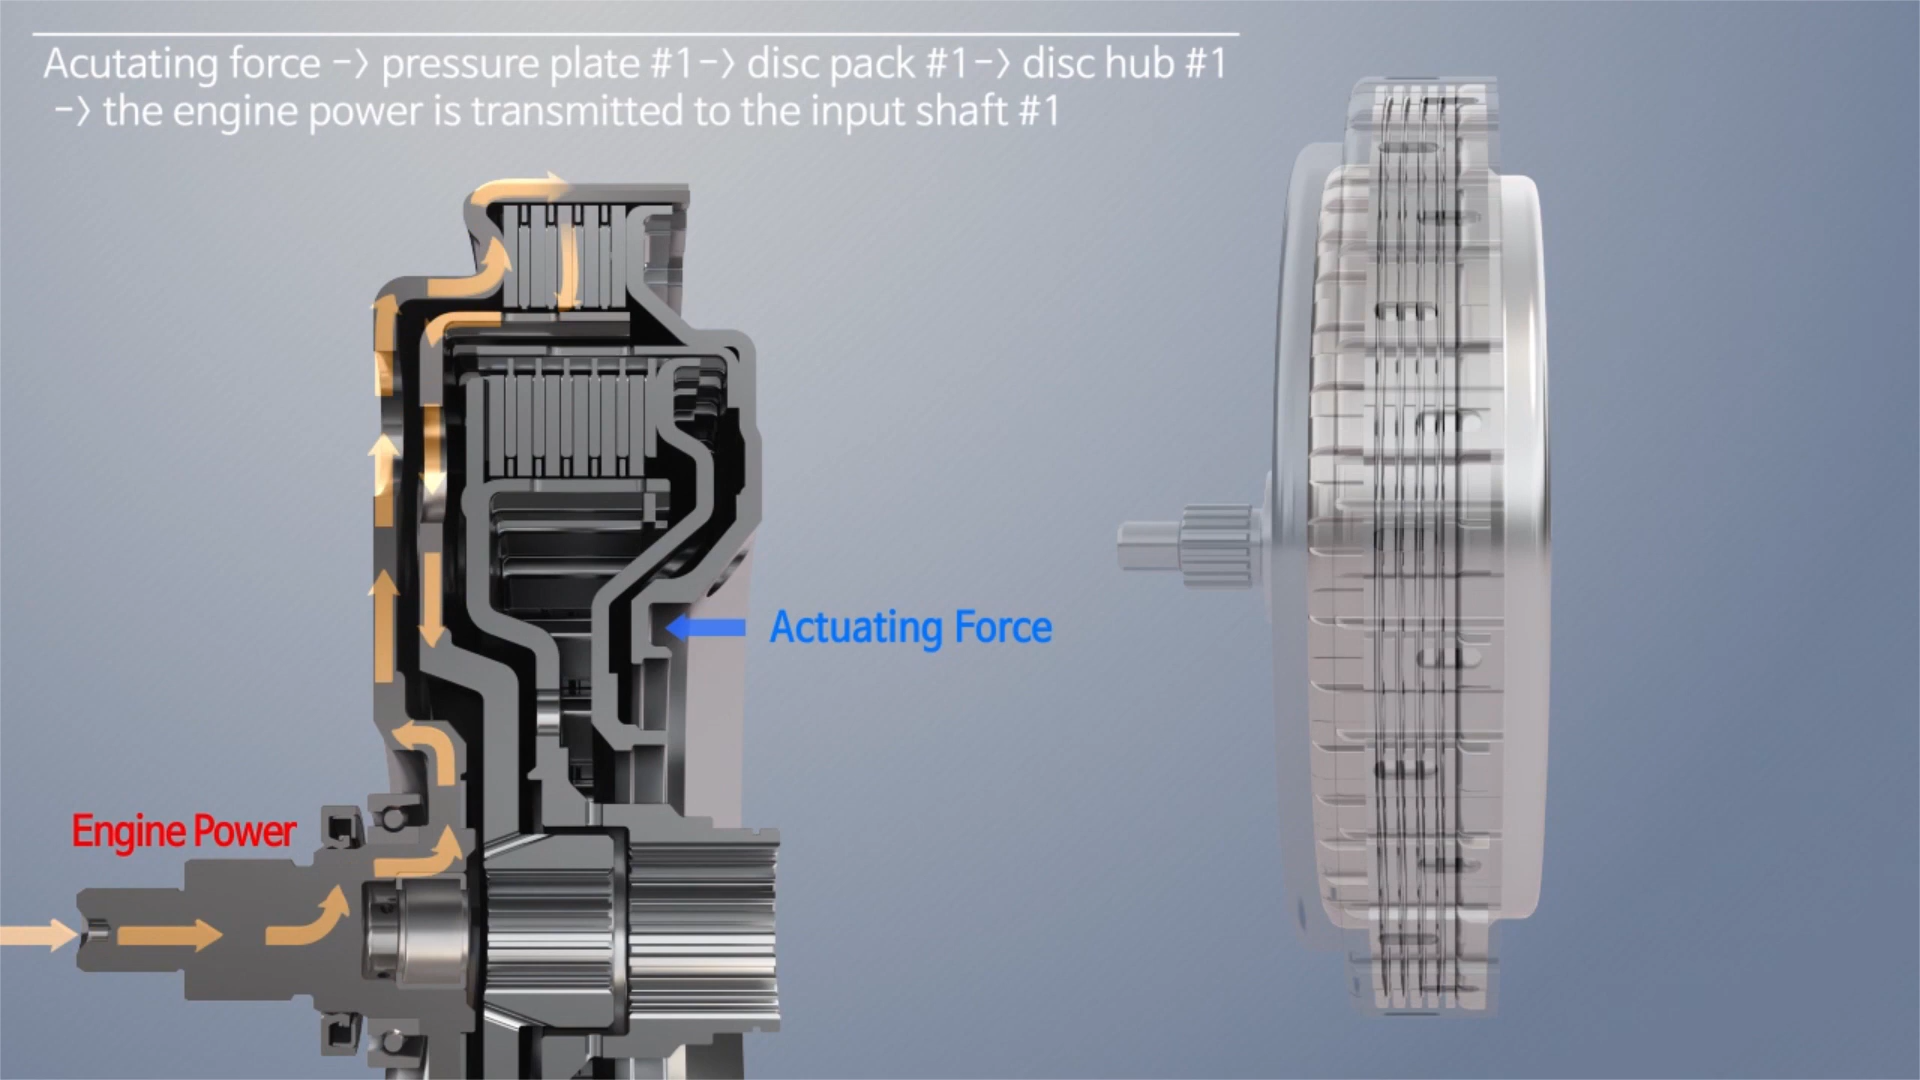 Acutating force -> pressure plate #1-> disc pack #1-> disc hub #1
-> the engine power is transmitted to the input shaft #1
Actuating Force
Engine Power